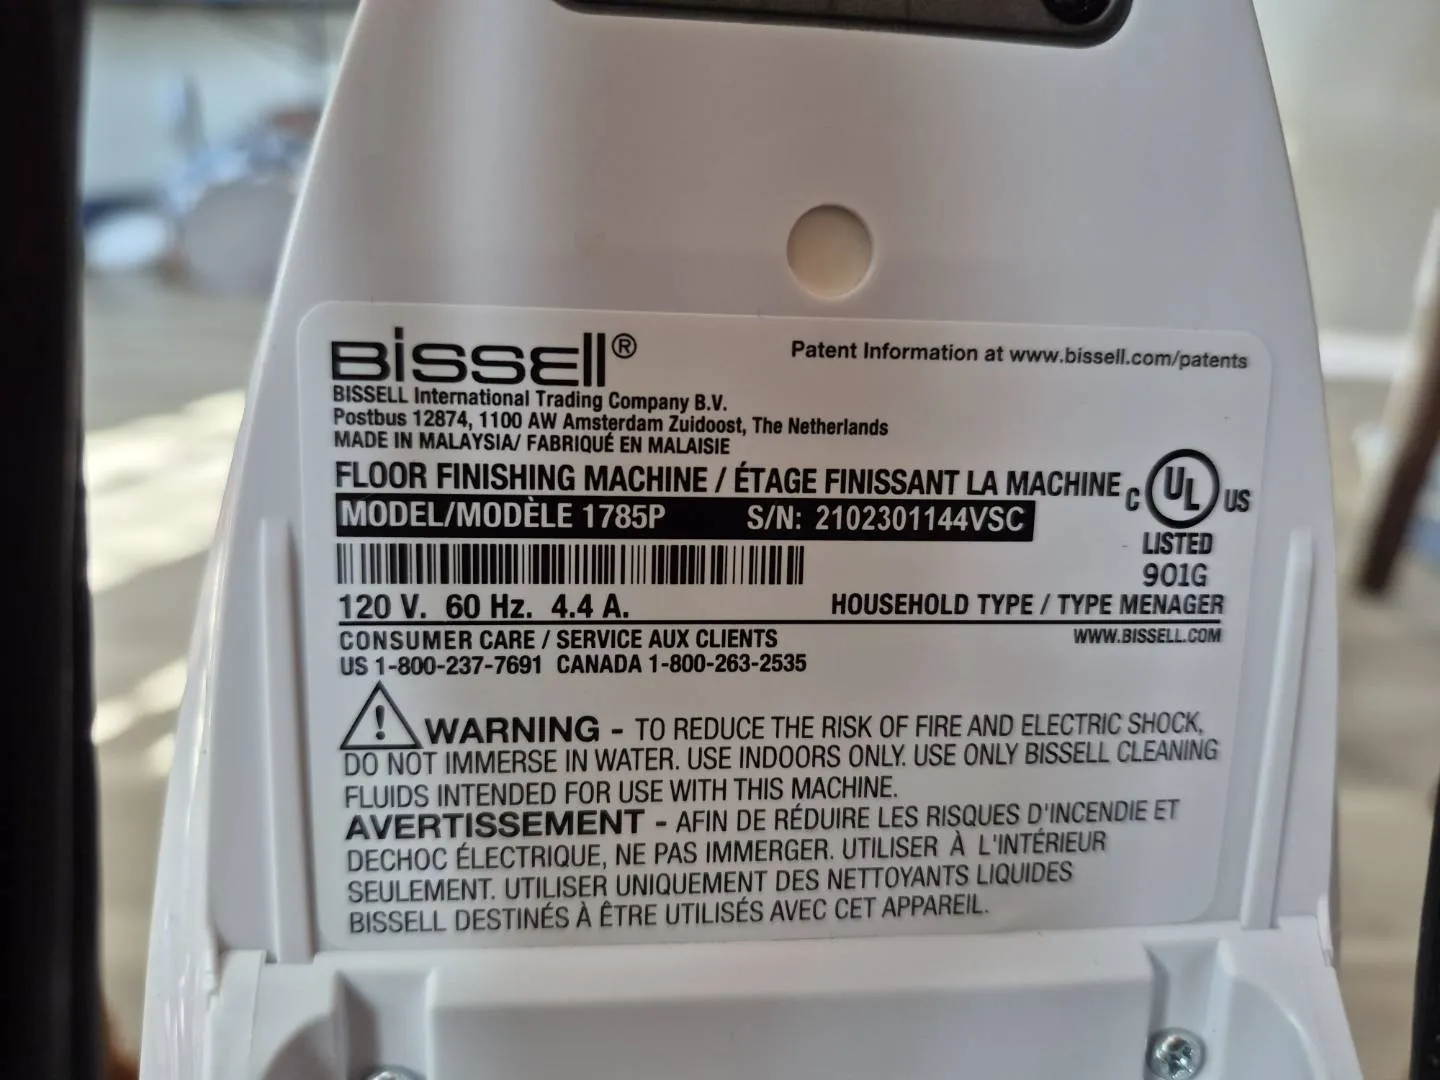 BISSELL®
Patent Information at www.bissell.com/patents
BISSELL International Trading Company B.V.
Postbus 12874, 1100 AW Amsterdam Zuidoost, The Netherlands
MADE IN MALAYSIA/ FABRIQUÉ EN MALAISIE
FLOOR FINISHING MACHINE / ÉTAGE FINISSANT LA MACHINE
C UL US
MODEL/MODÈLE 1785P S/N: 2102301144VSC
LISTED
901G
120 V. 60 Hz. 4.4 A. HOUSEHOLD TYPE / TYPE MENAGER
CONSUMER CARE / SERVICE AUX CLIENTS WWW.BISSELL.COM
US 1-800-237-7691 CANADA 1-800-263-2535
WARNING - TO REDUCE THE RISK OF FIRE AND ELECTRIC SHOCK,
DO NOT IMMERSE IN WATER. USE INDOORS ONLY. USE ONLY BISSELL CLEANING
FLUIDS INTENDED FOR USE WITH THIS MACHINE.
AVERTISSEMENT - AFIN DE RÉDUIRE LES RISQUES D'INCENDIE ET
DECHOC ÉLECTRIQUE, NE PAS IMMERGER. UTILISER À L'INTÉRIEUR
SEULEMENT. UTILISER UNIQUEMENT DES NETTOYANTS LIQUIDES
BISSELL DESTINÉS À ÊTRE UTILISÉS AVEC CET APPAREIL.